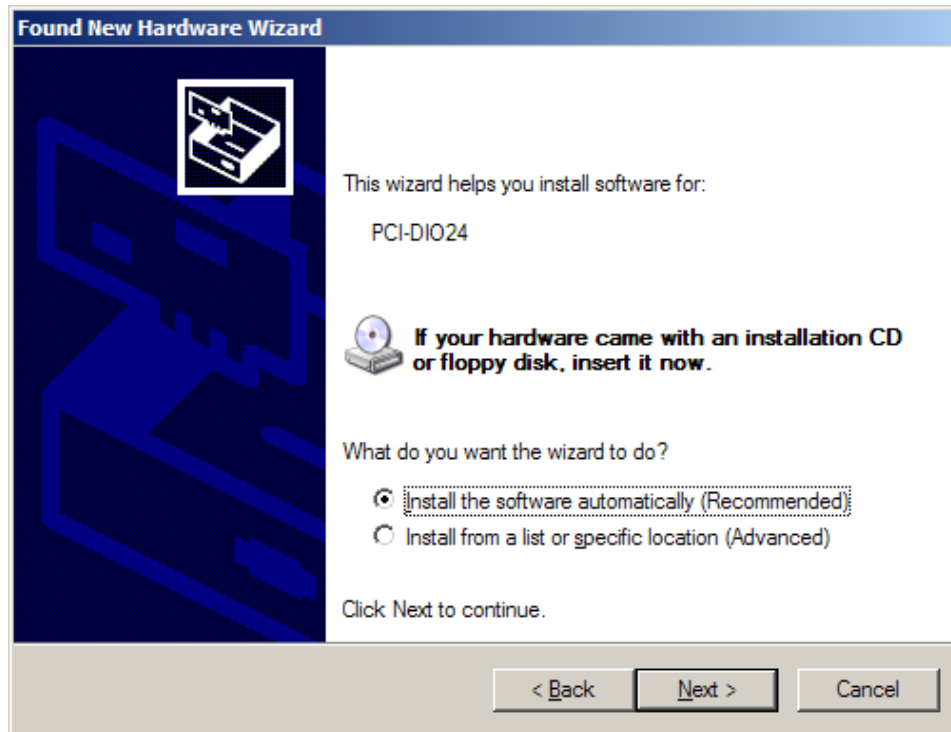 Found New Hardware Wizard
This wizard helps you install software for:
PCI-DIO24
If your hardware came with an installation CD
or floppy disk, insert it now.
What do you want the wizard to do?
Install the software automatically (Recommended)
Install from a list or specific location (Advanced)
Click Next to continue.
< Back
Next >
Cancel